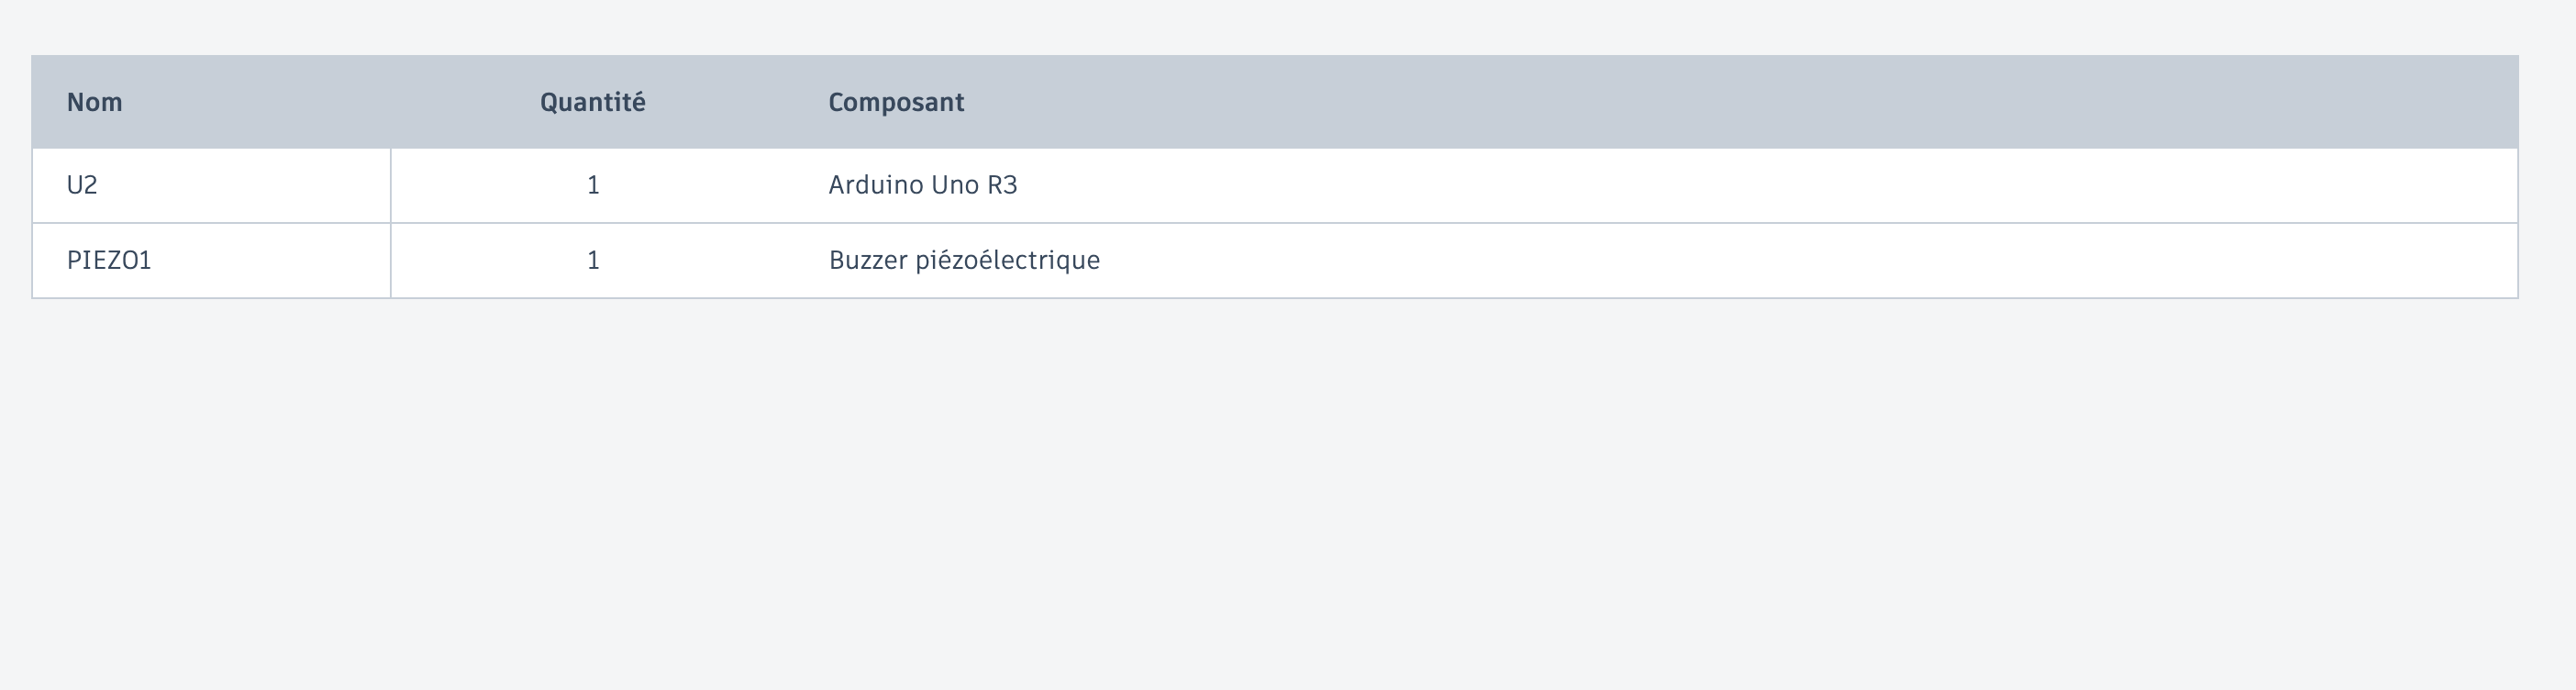 Nom Quantité Composant
U2 1 Arduino Uno R3
PIEZO1 1 Buzzer piézoélectrique